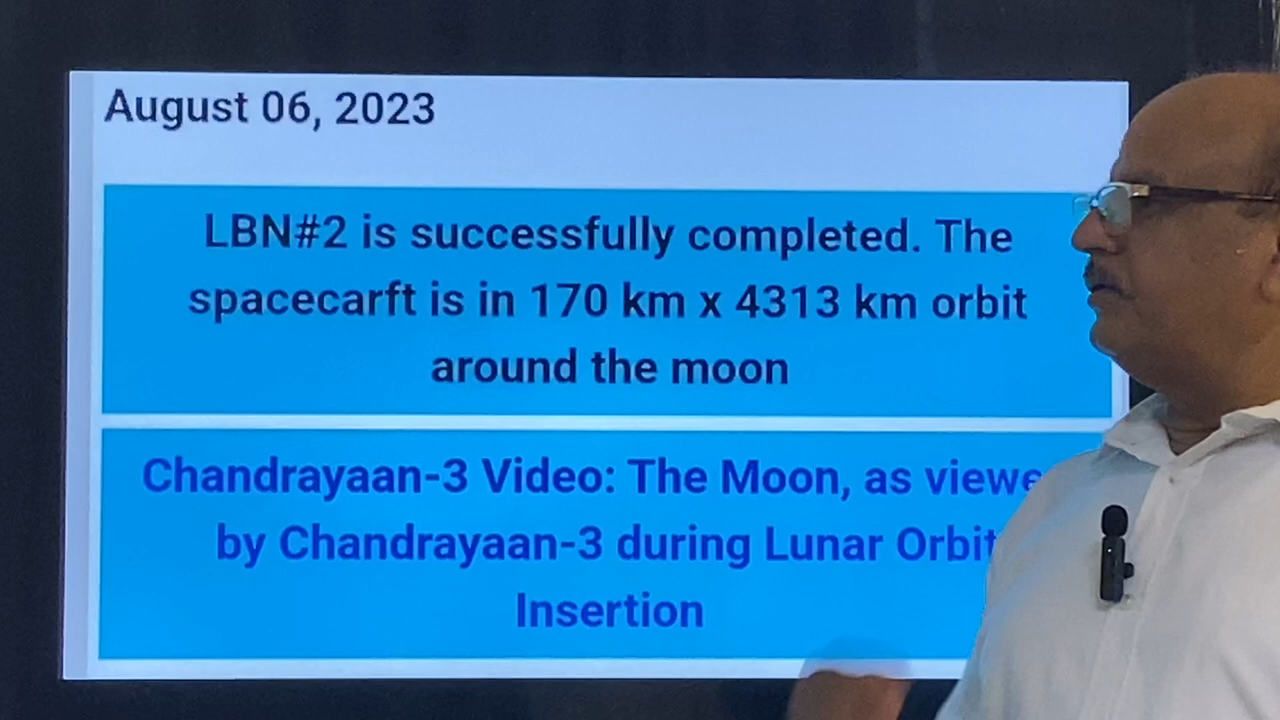 August 06, 2023
LBN#2 is successfully completed. The
spacecarft is in 170 km x 4313 km orbit
around the moon
Chandrayaan-3 Video: The Moon, as viewe
by Chandrayaan-3 during Lunar Orbit
Insertion